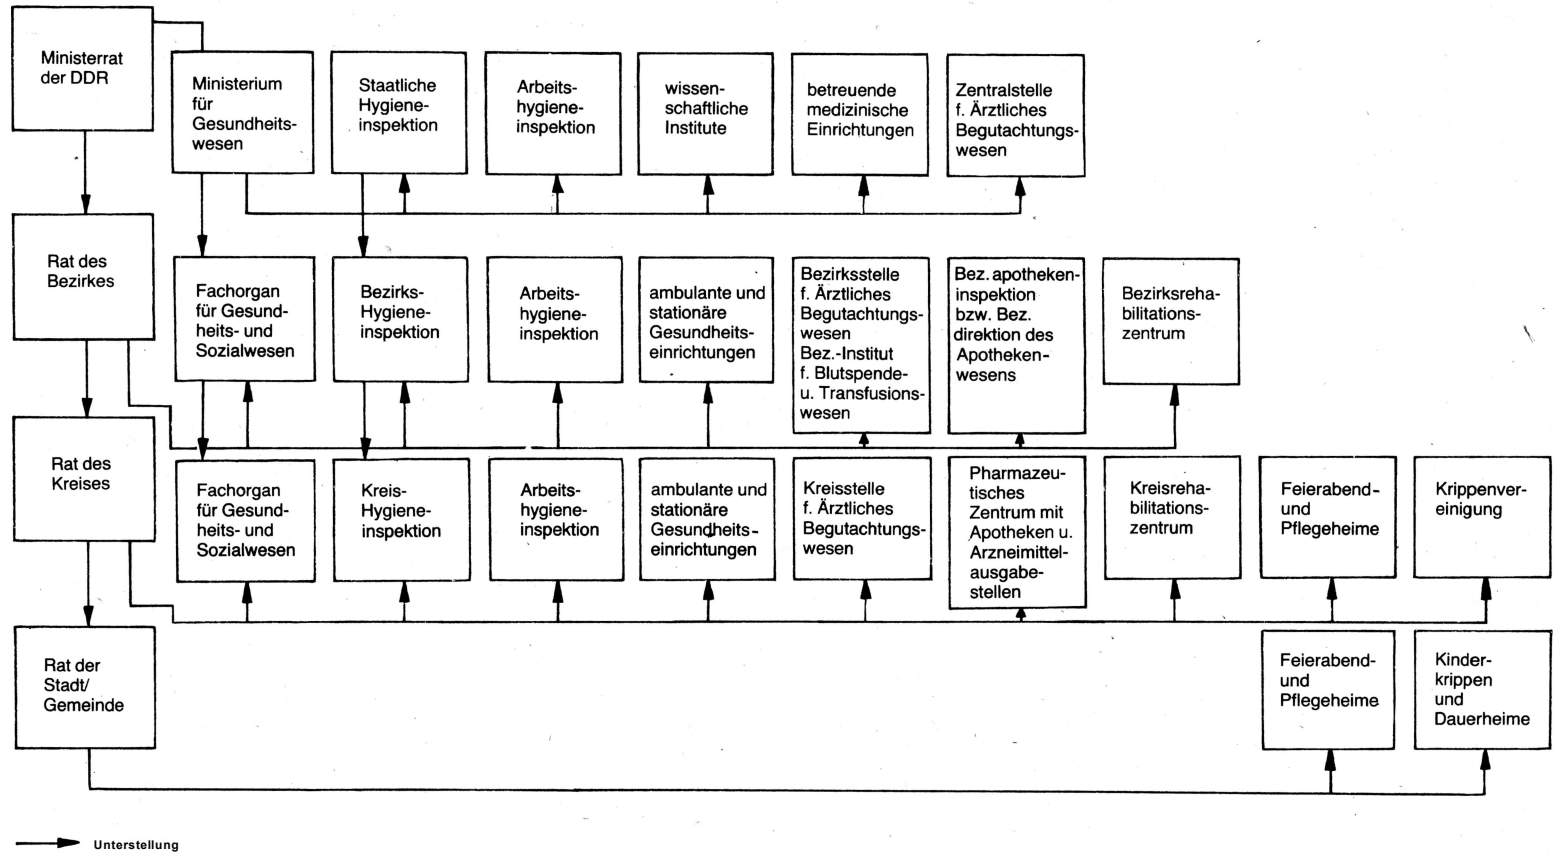 Ministerrat
der DDR
Ministerium
für
Gesundheits-
wesen
Staatliche
Hygiene-
inspektion
Arbeits-
hygiene-
inspektion
wissen-
schaftliche
Institute
betreuende
medizinische
Einrichtungen
Zentralstelle
f. Ärztliches
Begutachtungs-
wesen
Rat des
Bezirkes
Fachorgan
für Gesund-
heits- und
Sozialwesen
Bezirks-
Hygiene-
inspektion
Arbeits-
hygiene-
inspektion
ambulante und
stationäre
Gesundheits-
einrichtungen
Bezirksstelle
f. Ärztliches
Begutachtungs-
wesen
Bez.-Institut
f. Blutspende-
u. Transfusions-
wesen
Bez. apotheken-
inspektion
bzw. Bez.
direktion des
Apotheken-
wesens
Bezirksreha-
bilitations-
zentrum
Rat des
Kreises
Fachorgan
für Gesund-
heits- und
Sozialwesen
Kreis-
Hygiene-
inspektion
Arbeits-
hygiene-
inspektion
ambulante und
stationäre
Gesundheits-
einrichtungen
Kreisstelle
f. Ärztliches
Begutachtungs-
wesen
Pharmazeu-
tisches
Zentrum mit
Apotheken u.
Arzneimittel-
ausgabe-
stellen
Kreisreha-
bilitations-
zentrum
Feierabend-
und
Pflegeheime
Krippenver-
einigung
Rat der
Stadt/
Gemeinde
Feierabend-
und
Pflegeheime
Kinder-
krippen
und
Dauerheime
Unterstellung